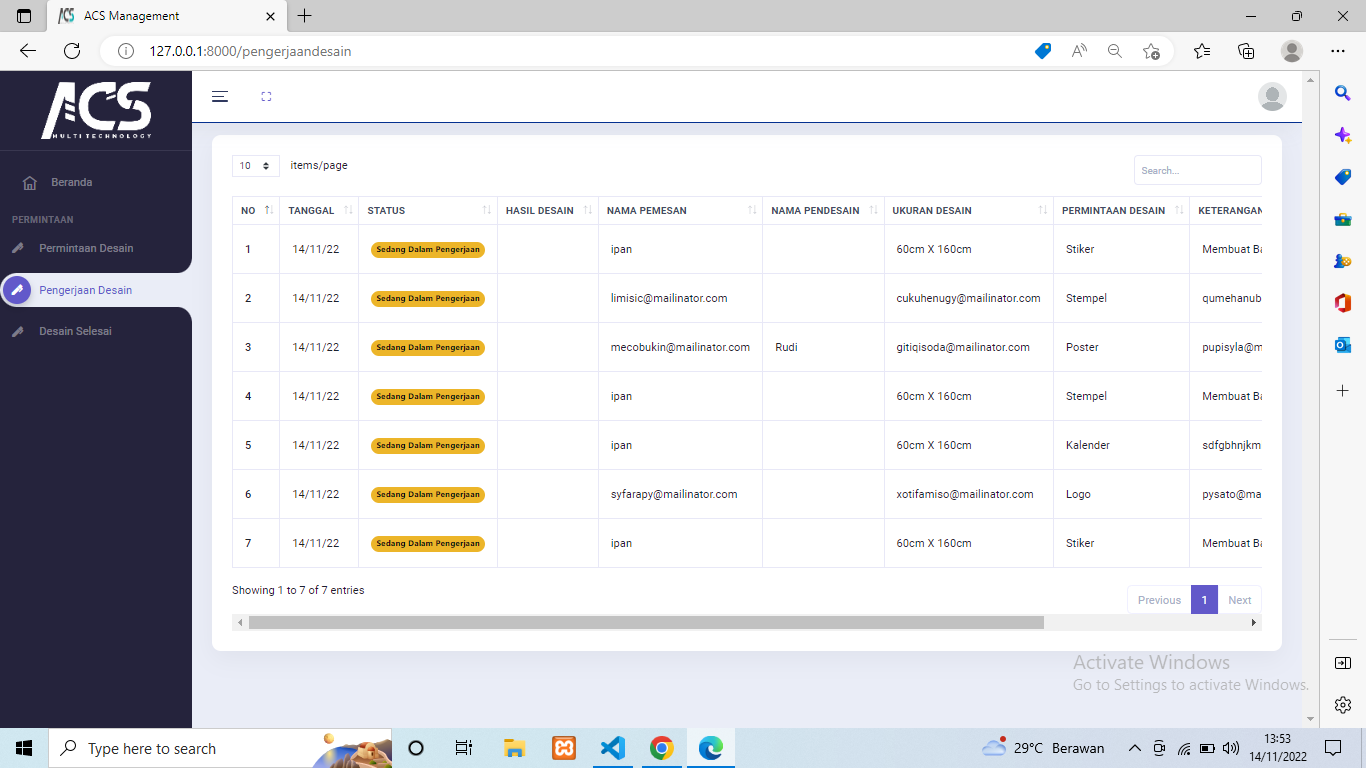 ACS Management
127.0.0.1:8000/pengerjaandesain
ACS
MULTI TECHNOLOGY
Beranda
PERMINTAAN
Permintaan Desain
Pengerjaan Desain
Desain Selesai
10 items/page
Search...
NO TANGGAL STATUS HASIL DESAIN NAMA PEMESAN NAMA PENDESAIN UKURAN DESAIN PERMINTAAN DESAIN KETERANGAN
1 14/11/22 Sedang Dalam Pengerjaan ipan 60cm X 160cm Stiker Membuat Ba
2 14/11/22 Sedang Dalam Pengerjaan limisic@mailinator.com cukuhenugy@mailinator.com Stempel qumehanub
3 14/11/22 Sedang Dalam Pengerjaan mecobukin@mailinator.com Rudi gitiqisoda@mailinator.com Poster pupisyla@m
4 14/11/22 Sedang Dalam Pengerjaan ipan 60cm X 160cm Stempel Membuat Ba
5 14/11/22 Sedang Dalam Pengerjaan ipan 60cm X 160cm Kalender sdfgbhnjkm
6 14/11/22 Sedang Dalam Pengerjaan syfarapy@mailinator.com xotifamiso@mailinator.com Logo pysato@ma
7 14/11/22 Sedang Dalam Pengerjaan ipan 60cm X 160cm Stiker Membuat Ba
Showing 1 to 7 of 7 entries
Previous 1 Next
Activate Windows
Go to Settings to activate Windows.
Type here to search
29°C Berawan
13:53
14/11/2022